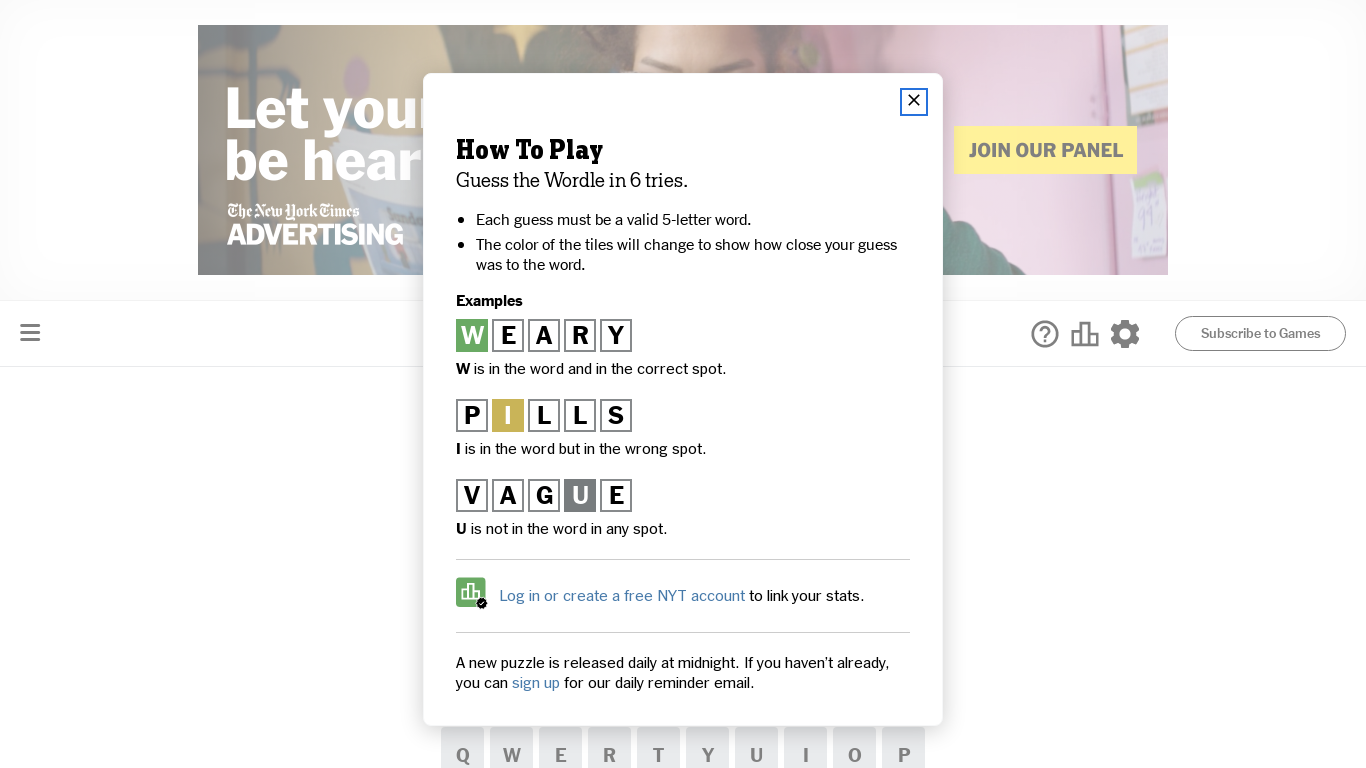 Let your
be hear
The New York Times
ADVERTISING
JOIN OUR PANEL
Subscribe to Games
How To Play
Guess the Wordle in 6 tries.
Each guess must be a valid 5-letter word.
The color of the tiles will change to show how close your guess
was to the word.
Examples
W E A R Y
W is in the word and in the correct spot.
P I L L S
I is in the word but in the wrong spot.
V A G U E
U is not in the word in any spot.
Log in or create a free NYT account to link your stats.
A new puzzle is released daily at midnight. If you haven’t already,
you can sign up for our daily reminder email.
Q W E R T Y U I O P